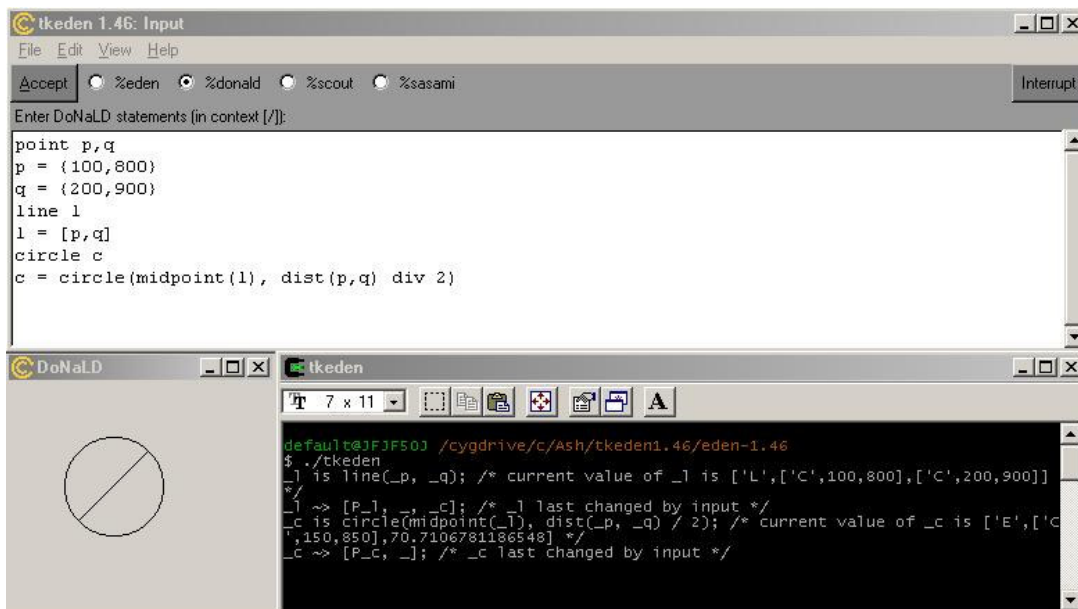 tkeden 1.46: Input
File Edit View Help
Accept %eden %donald %scout %sasami Interrupt
Enter DoNaLD statements (in context [/]):
point p,q
p = {100,800}
q = {200,900}
line l
l = [p,q]
circle c
c = circle(midpoint(l), dist(p,q) div 2)
DoNaLD
tkeden
7 x 11
A
default@JFJF5OJ /cygdrive/c/Ash/tkeden1.46/eden-1.46
$ ./tkeden
_l is line(_p, _q); /* current value of _l is ['L',['C',100,800],['C',200,900]]
*/
_l ~> [P_l, _, _c]; /* _l last changed by input */
_c is circle(midpoint(_l), dist(_p, _q) / 2); /* current value of _c is ['E',['C
',150,850],70.7106781186548] */
_c ~> [P_c, _]; /* _c last changed by input */